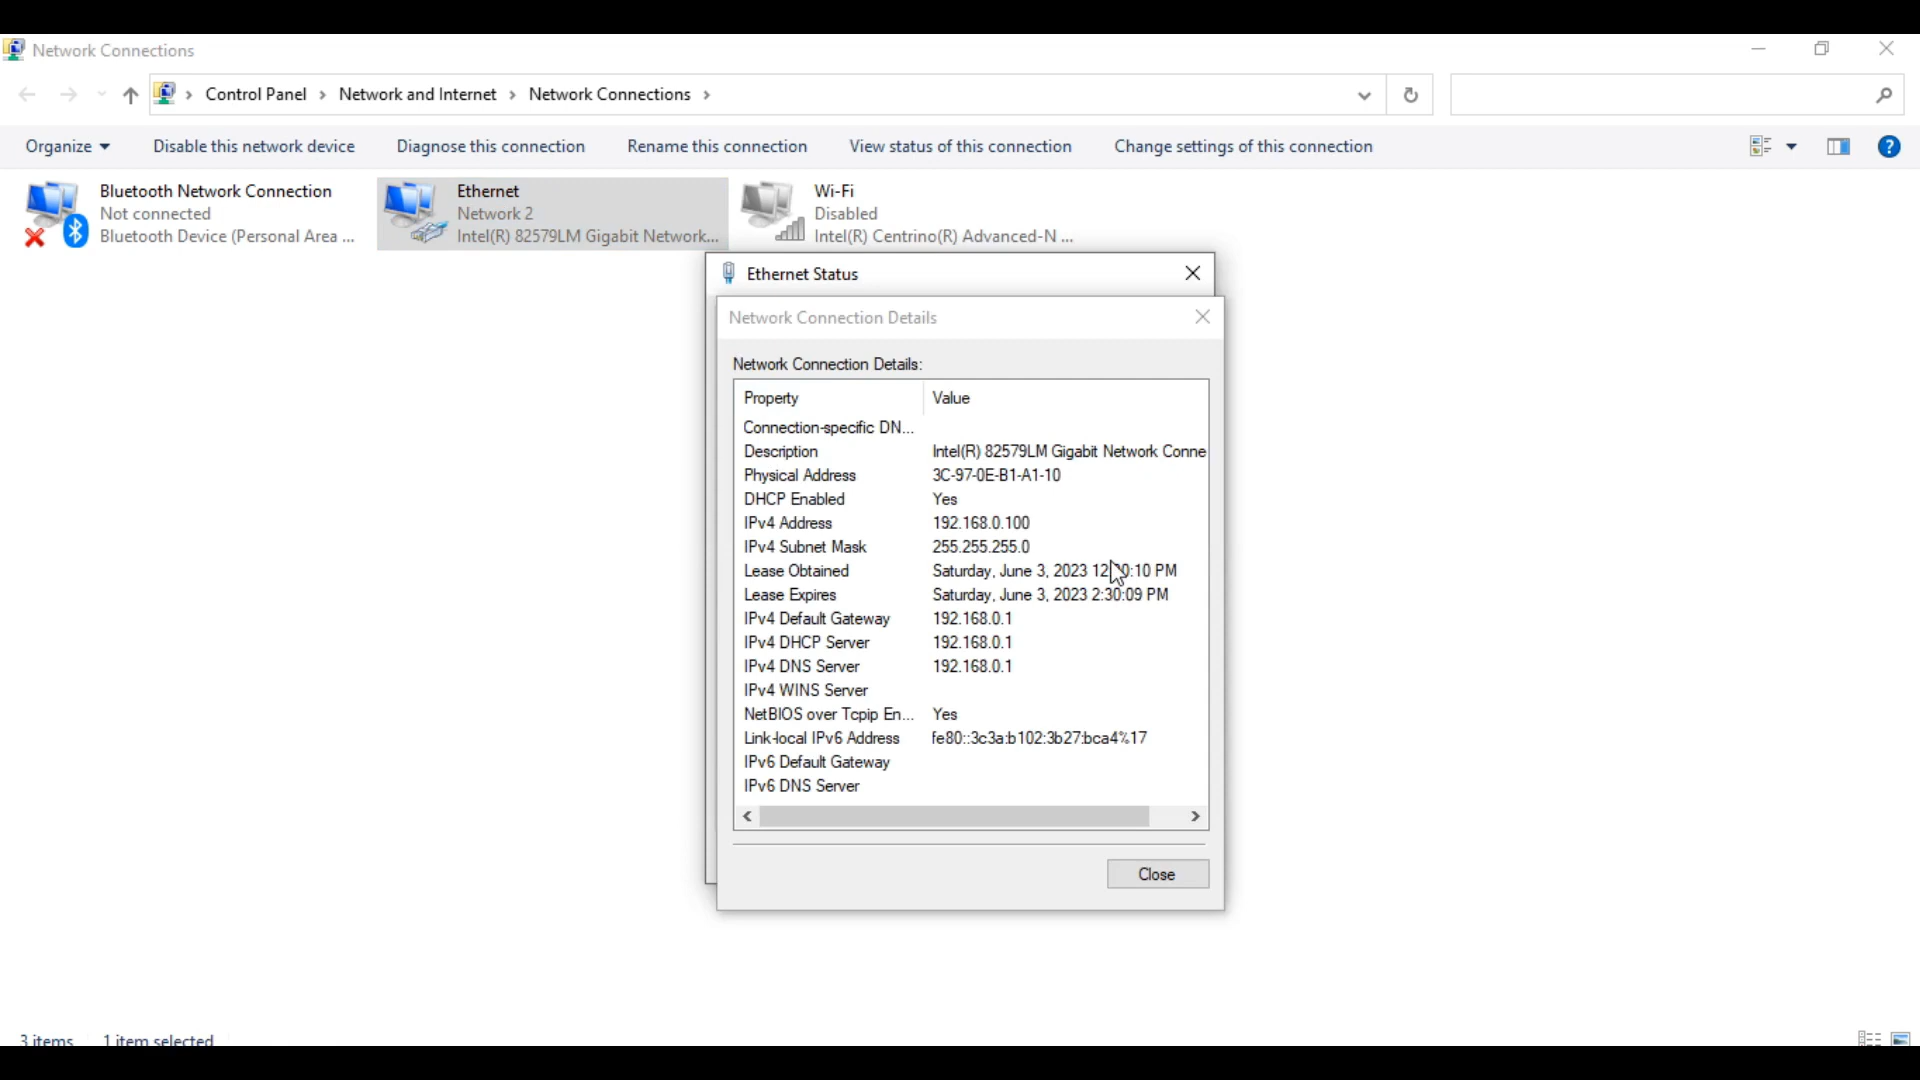 Network Connections
Control Panel > Network and Internet > Network Connections >
Organize Disable this network device Diagnose this connection Rename this connection View status of this connection Change settings of this connection
Bluetooth Network Connection
Not connected
Bluetooth Device (Personal Area ...
Ethernet
Network 2
Intel(R) 82579LM Gigabit Network...
Wi-Fi
Disabled
Intel(R) Centrino(R) Advanced-N ...
Ethernet Status
Network Connection Details
Network Connection Details:
Property Value
Connection-specific DN...
Description Intel(R) 82579LM Gigabit Network Conne
Physical Address 3C-97-0E-B1-A1-10
DHCP Enabled Yes
IPv4 Address 192.168.0.100
IPv4 Subnet Mask 255.255.255.0
Lease Obtained Saturday, June 3, 2023 PM
Lease Expires Saturday, June 3, 2023 2:30:09 PM
IPv4 Default Gateway 192.168.0.1
IPv4 DHCP Server 192.168.0.1
IPv4 DNS Server 192.168.0.1
IPv4 WINS Server
NetBIOS over Tcpip En... Yes
Link-local IPv6 Address fe80::3c3a:b102:3b27:bca4%17
IPv6 Default Gateway
IPv6 DNS Server
Close
3 items 1 item selected